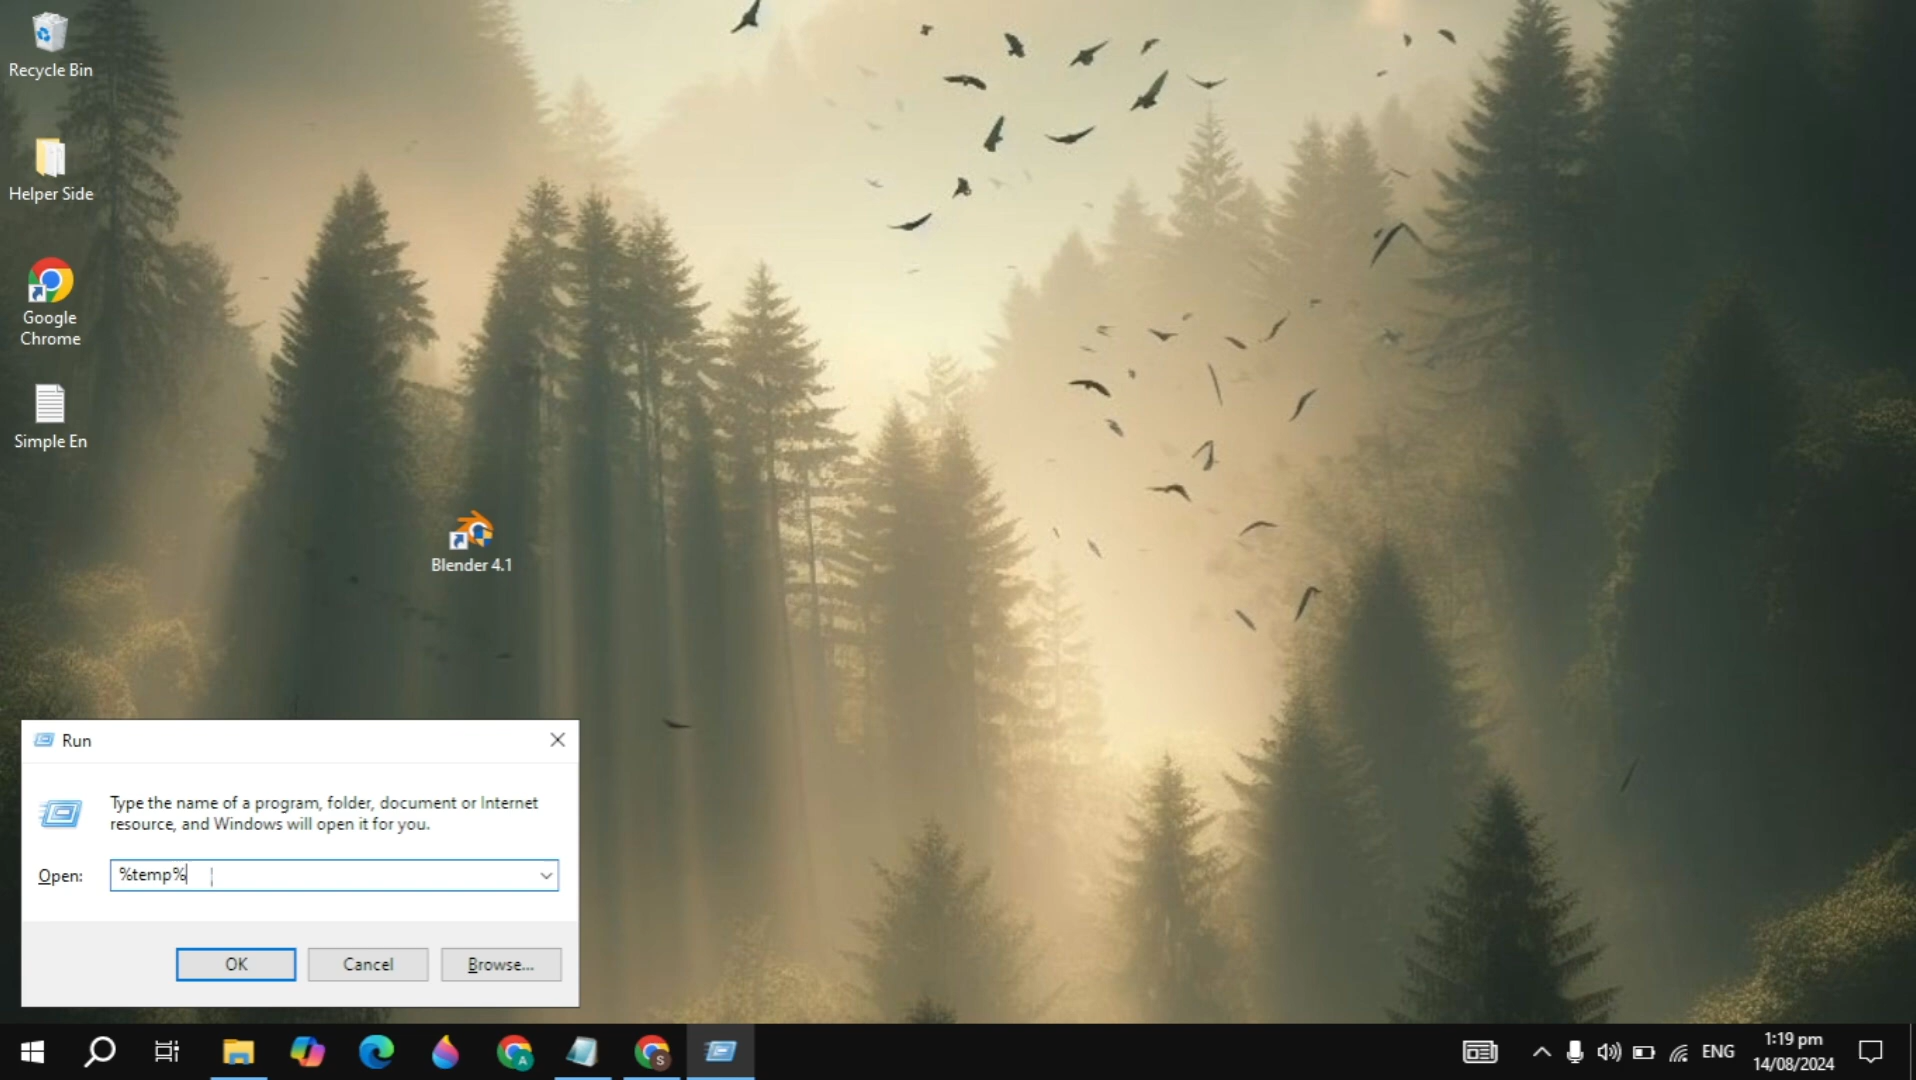 Recycle Bin
Helper Side
Google
Chrome
Simple En
Blender 4.1
Run
Type the name of a program, folder, document or Internet
resource, and Windows will open it for you.
Open:
%temp%
OK
Cancel
Browse...
A
S
ENG
1:19 pm
14/08/2024